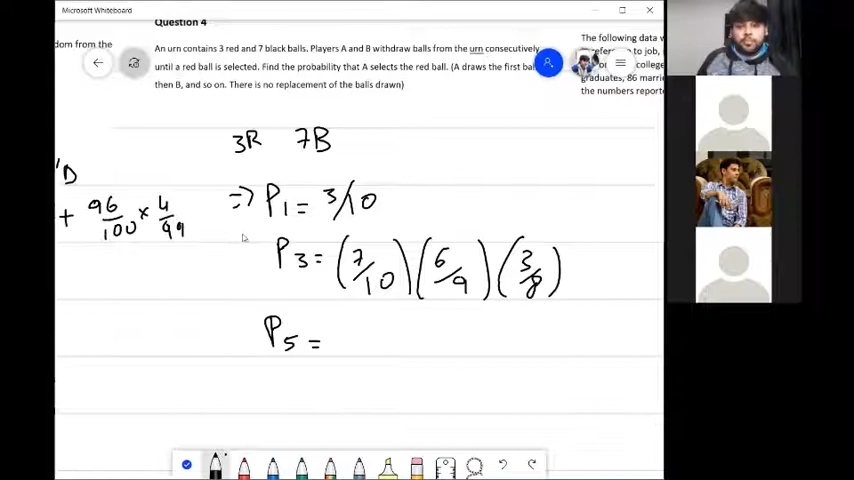 Microsoft Whiteboard
Question 4
dom from the
An urn contains 3 red and 7 black balls. Players A and B withdraw balls from the urn consecutively
until a red ball is selected. Find the probability that A selects the red ball. (A draws the first ba
then B, and so on. There is no replacement of the balls drawn)
The following data w
reference to job,
college
graduates, 86 marri
the numbers reporte
3R 7B
'D
+ 96/100 × 4/99
=> P1 = 3/10
P3 = (7/10) (6/9) (3/8)
P5 =